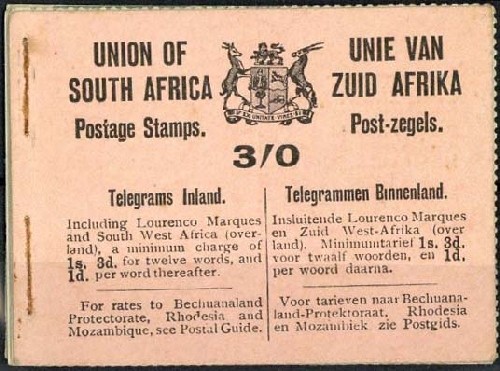 UNION OF
SOUTH AFRICA
Postage Stamps.
UNIE VAN
ZUID AFRIKA
Post-zegels.
EX UNITATE VIRES
3/0
Telegrams Inland.
Including Lourenco Marques
and South West Africa (over-
land), a minimum charge of
1s. 3d. for twelve words, and
1d. per word thereafter.
For rates to Bechuanaland
Protectorate, Rhodesia and
Mozambique, see Postal Guide.
Telegrammen Binnenland.
Insluitende Lourenco Marques
en Zuid West-Afrika (over
land). Minimumtarief 1s. 3d.
voor twaalf woorden, en 1d.
per woord daarna.
Voor tarieven naar Bechuana-
land-Protektoraat, Rhodesia
en Mozambiek zie Postgids.